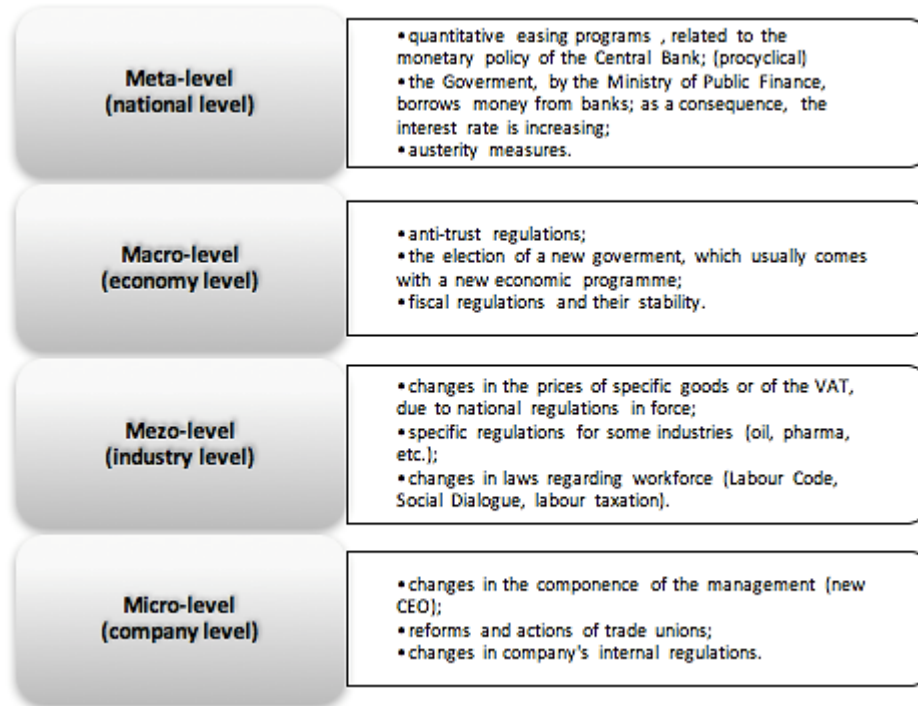 Meta-level
(national level)
• quantitative easing programs , related to the
monetary policy of the Central Bank; (procyclical)
• the Goverment, by the Ministry of Public Finance,
borrows money from banks; as a consequence, the
interest rate is increasing;
• austerity measures.
Macro-level
(economy level)
• anti-trust regulations;
• the election of a new goverment, which usually comes
with a new economic programme;
• fiscal regulations and their stability.
Mezo-level
(industry level)
• changes in the prices of specific goods or of the VAT,
due to national regulations in force;
• specific regulations for some industries (oil, pharma,
etc.);
• changes in laws regarding workforce (Labour Code,
Social Dialogue, labour taxation).
Micro-level
(company level)
• changes in the componence of the management (new
CEO);
• reforms and actions of trade unions;
• changes in company's internal regulations.